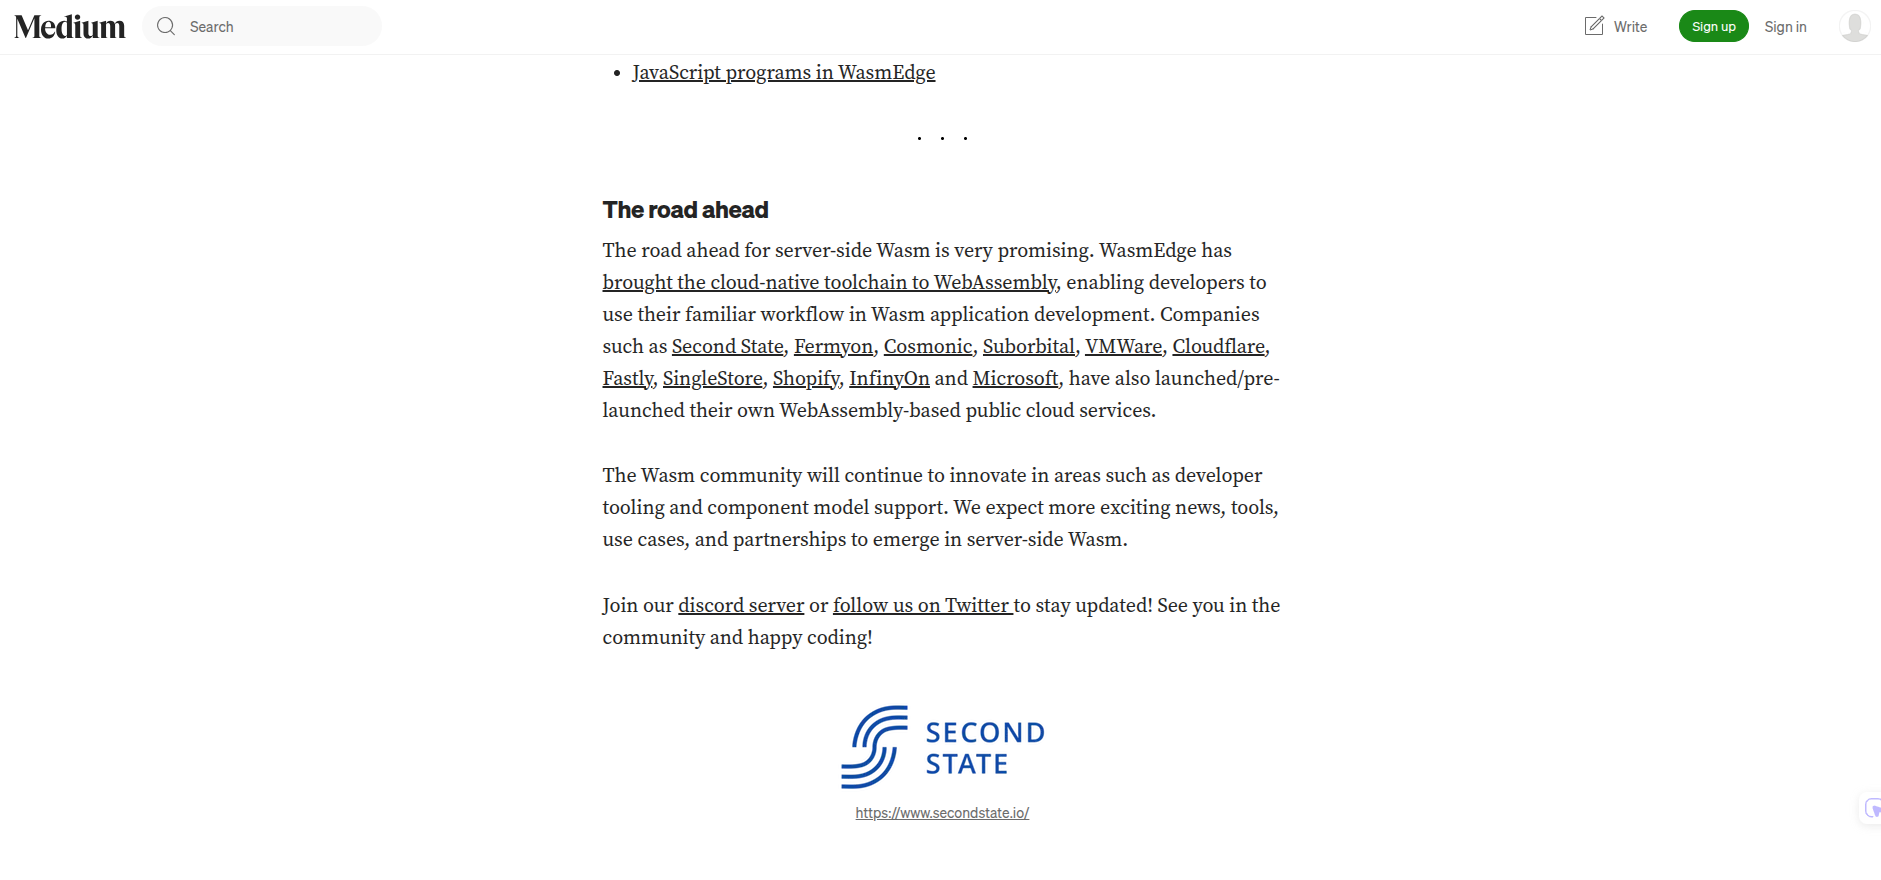 Medium
Search
Write
Sign up
Sign in
JavaScript programs in WasmEdge
. . .
The road ahead
The road ahead for server-side Wasm is very promising. WasmEdge has
brought the cloud-native toolchain to WebAssembly, enabling developers to
use their familiar workflow in Wasm application development. Companies
such as Second State, Fermyon, Cosmonic, Suborbital, VMWare, Cloudflare,
Fastly, SingleStore, Shopify, InfinyOn and Microsoft, have also launched/pre-
launched their own WebAssembly-based public cloud services.
The Wasm community will continue to innovate in areas such as developer
tooling and component model support. We expect more exciting news, tools,
use cases, and partnerships to emerge in server-side Wasm.
Join our discord server or follow us on Twitter to stay updated! See you in the
community and happy coding!
SECOND
STATE
https://www.secondstate.io/